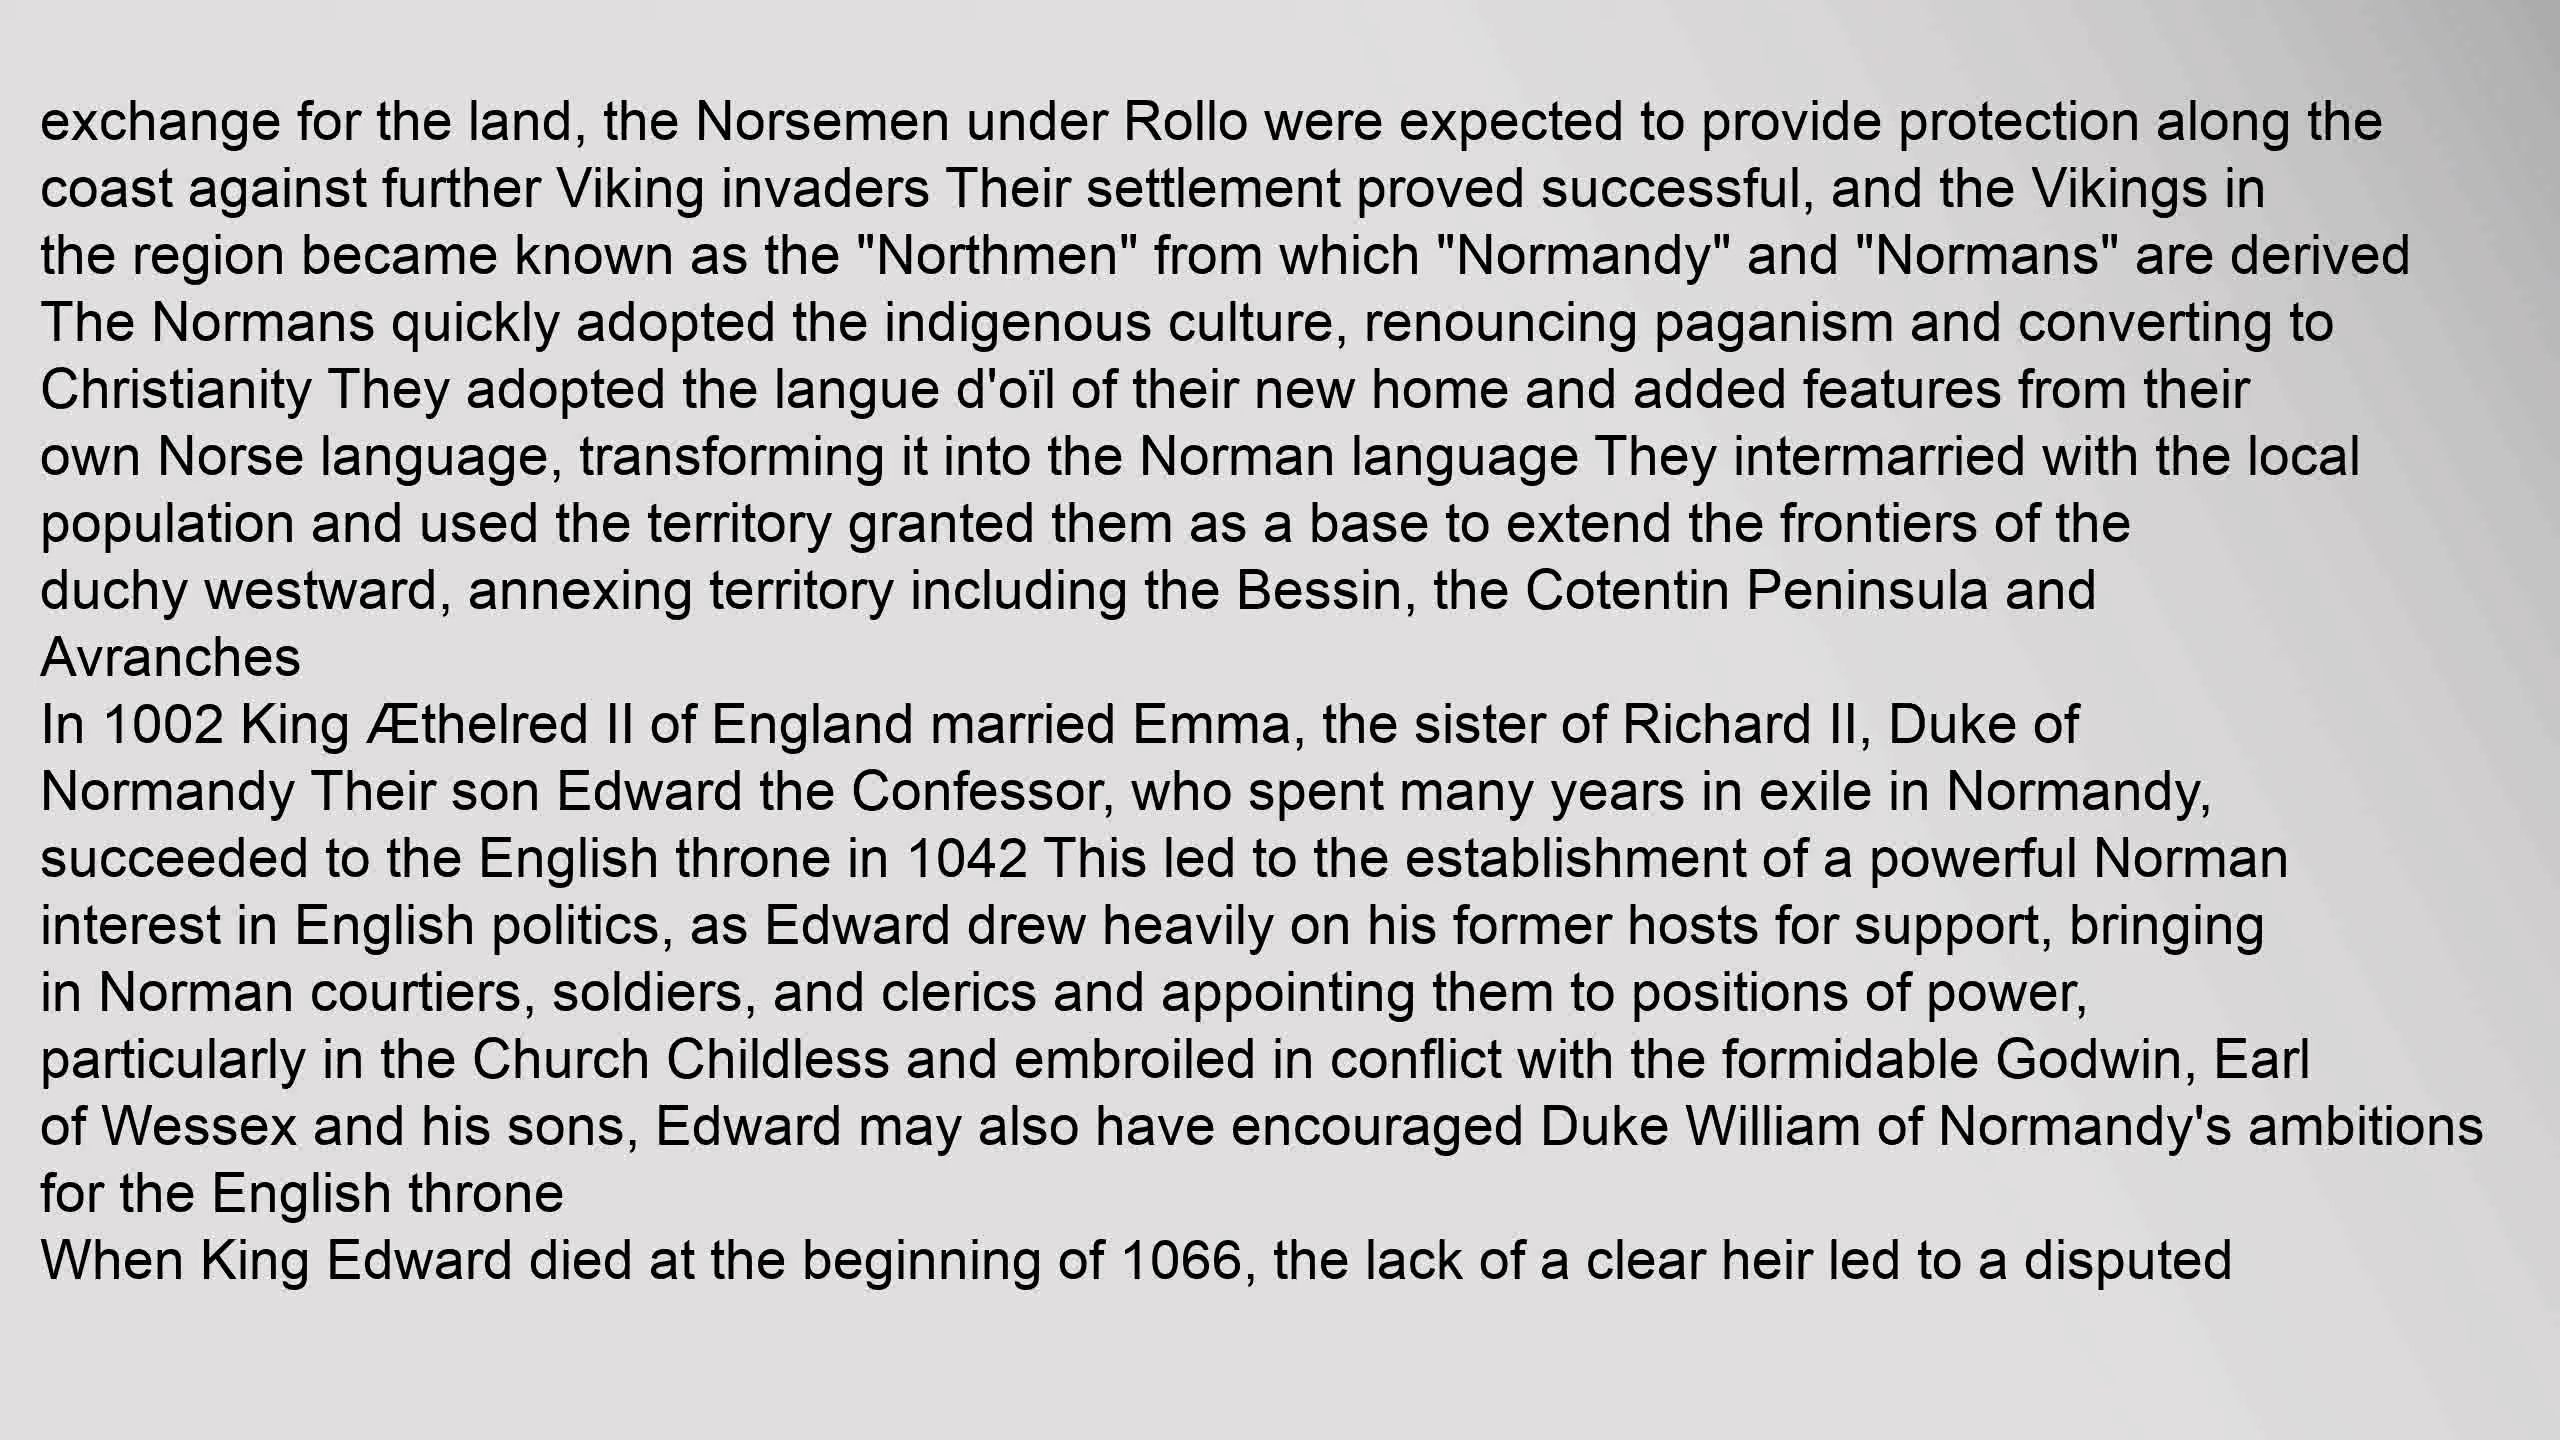 exchange for the land, the Norsemen under Rollo were expected to provide protection along the
coast against further Viking invaders Their settlement proved successful, and the Vikings in
the region became known as the "Northmen" from which "Normandy" and "Normans" are derived
The Normans quickly adopted the indigenous culture, renouncing paganism and converting to
Christianity They adopted the langue d'oïl of their new home and added features from their
own Norse language, transforming it into the Norman language They intermarried with the local
population and used the territory granted them as a base to extend the frontiers of the
duchy westward, annexing territory including the Bessin, the Cotentin Peninsula and
Avranches
In 1002 King Æthelred II of England married Emma, the sister of Richard II, Duke of
Normandy Their son Edward the Confessor, who spent many years in exile in Normandy,
succeeded to the English throne in 1042 This led to the establishment of a powerful Norman
interest in English politics, as Edward drew heavily on his former hosts for support, bringing
in Norman courtiers, soldiers, and clerics and appointing them to positions of power,
particularly in the Church Childless and embroiled in conflict with the formidable Godwin, Earl
of Wessex and his sons, Edward may also have encouraged Duke William of Normandy's ambitions
for the English throne
When King Edward died at the beginning of 1066, the lack of a clear heir led to a disputed